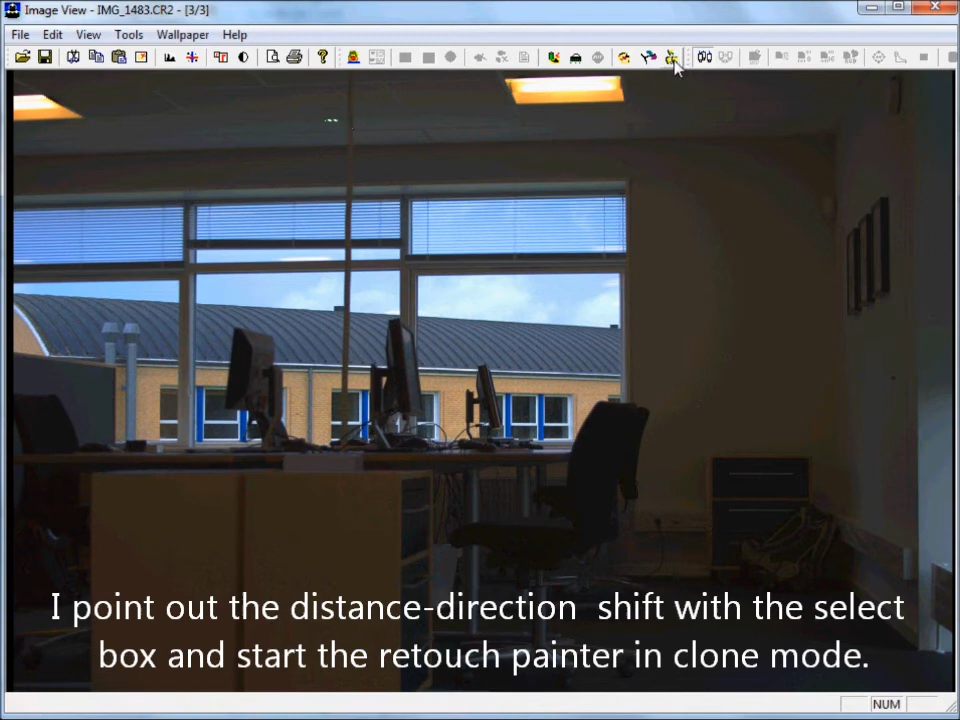 Image View - IMG_1483.CR2 - [3/3]
File Edit View Tools Wallpaper Help
I point out the distance-direction shift with the select
box and start the retouch painter in clone mode.
NUM